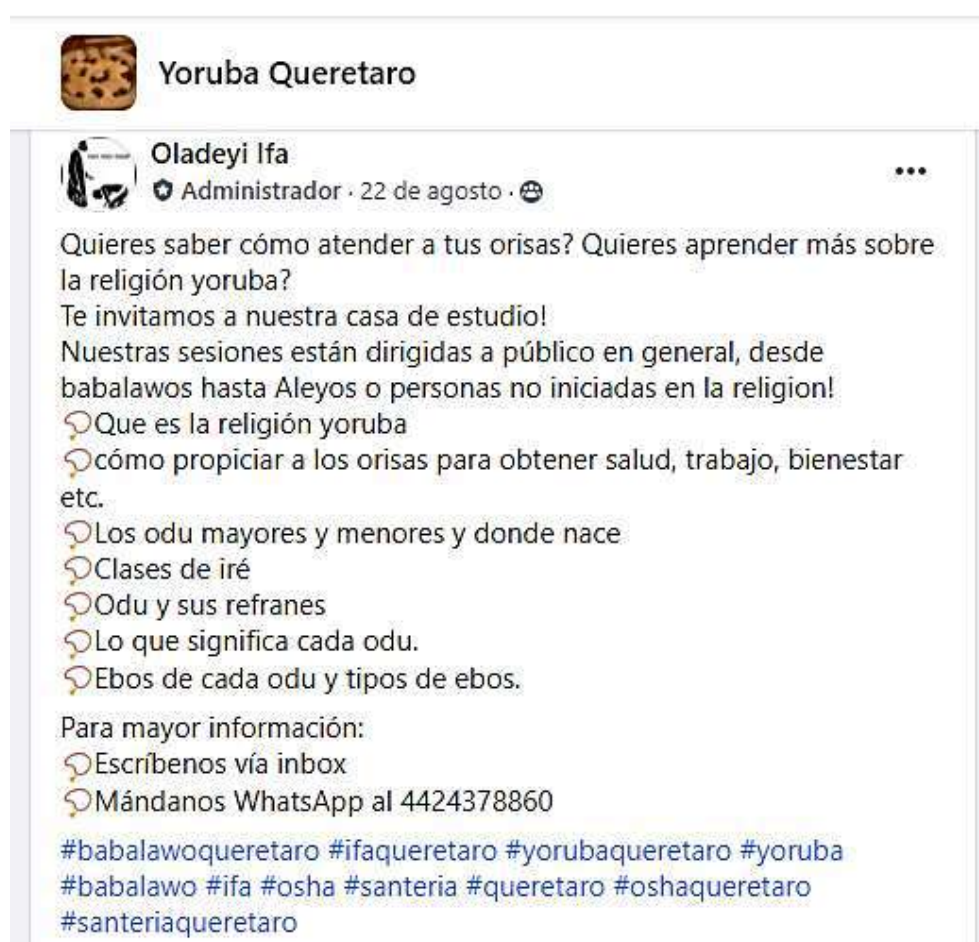 Yoruba Queretaro
Oladeyi Ifa
Administrador · 22 de agosto ·
Quieres saber cómo atender a tus orisas? Quieres aprender más sobre
la religión yoruba?
Te invitamos a nuestra casa de estudio!
Nuestras sesiones están dirigidas a público en general, desde
babalawos hasta Aleyos o personas no iniciadas en la religion!
Que es la religión yoruba
cómo propiciar a los orisas para obtener salud, trabajo, bienestar
etc.
Los odu mayores y menores y donde nace
Clases de iré
Odu y sus refranes
Lo que significa cada odu.
Ebos de cada odu y tipos de ebos.
Para mayor información:
Escríbenos vía inbox
Mándanos WhatsApp al 4424378860
#babalawoqueretaro #ifaqueretaro #yorubaqueretaro #yoruba
#babalawo #ifa #osha #santeria #queretaro #oshaqueretaro
#santeriaqueretaro